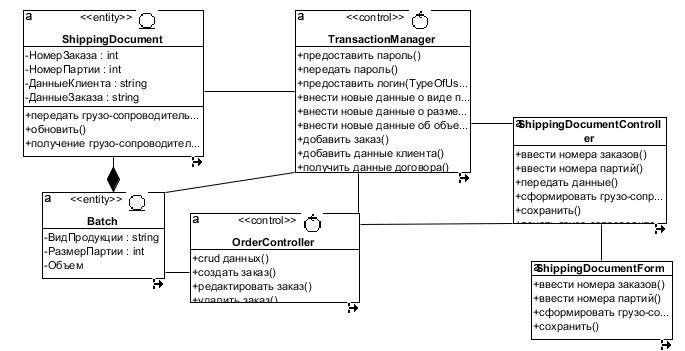 a
<<entity>>
ShippingDocument
-НомерЗаказа : int
-НомерПартии : int
-ДанныеКлиента : string
-ДанныеЗаказа : string
+передать грузо-сопроводитель...
+обновить()
+получение грузо-сопроводител...
a
<<control>>
TransactionManager
+предоставить пароль()
+передать пароль()
+предоставить логин(TypeOfUs...
+внести новые данные о виде п...
+внести новые данные о разме...
+внести новые данные об объе...
+добавить заказ()
+добавить данные клиента()
+получить данные договора()
a
ShippingDocumentControll
er
+ввести номера заказов()
+ввести номера партий()
+передать данные()
+сформировать грузо-сопр...
+сохранить()
a
<<entity>>
Batch
-ВидПродукции : string
-РазмерПартии : int
-Объем
a
<<control>>
OrderController
+crud данных()
+создать заказ()
+редактировать заказ()
+удалить заказ()
a
ShippingDocumentForm
+ввести номера заказов()
+ввести номера партий()
+сформировать грузо-со...
+сохранить()